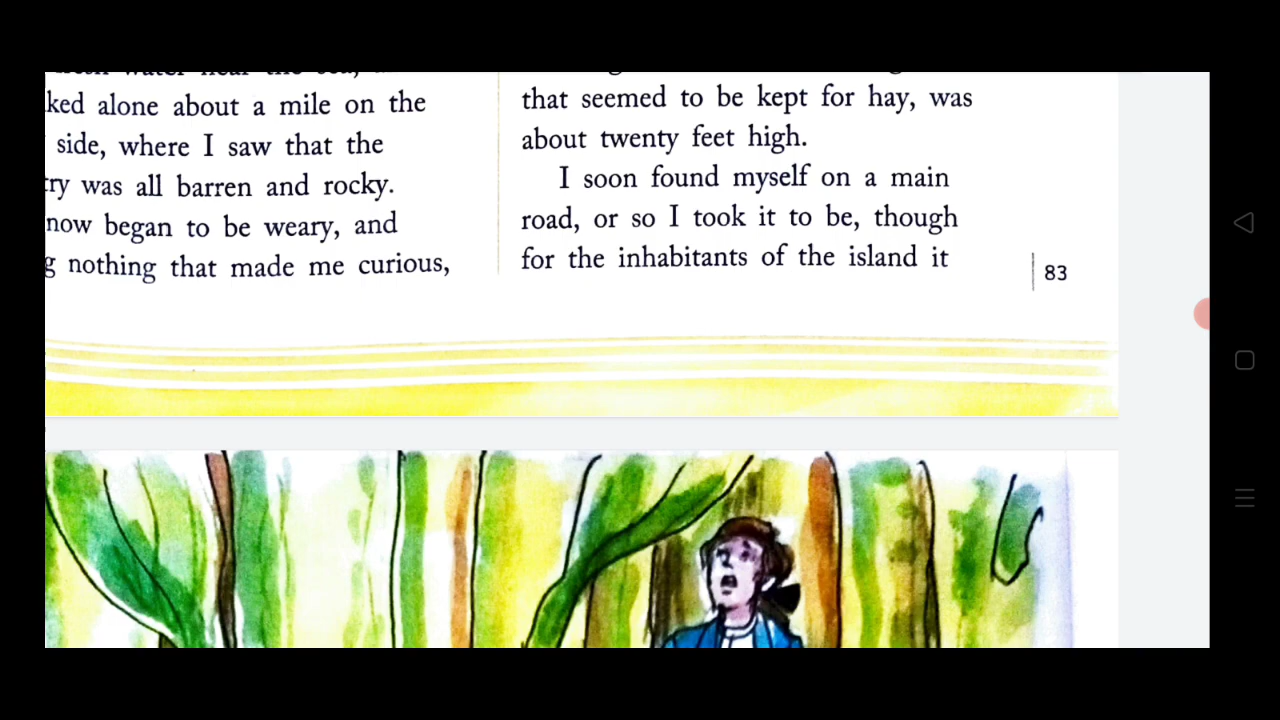 ked alone about a mile on the
side, where I saw that the
ry was all barren and rocky.
now began to be weary, and
g nothing that made me curious,
that seemed to be kept for hay, was
about twenty feet high.
I soon found myself on a main
road, or so I took it to be, though
for the inhabitants of the island it
83